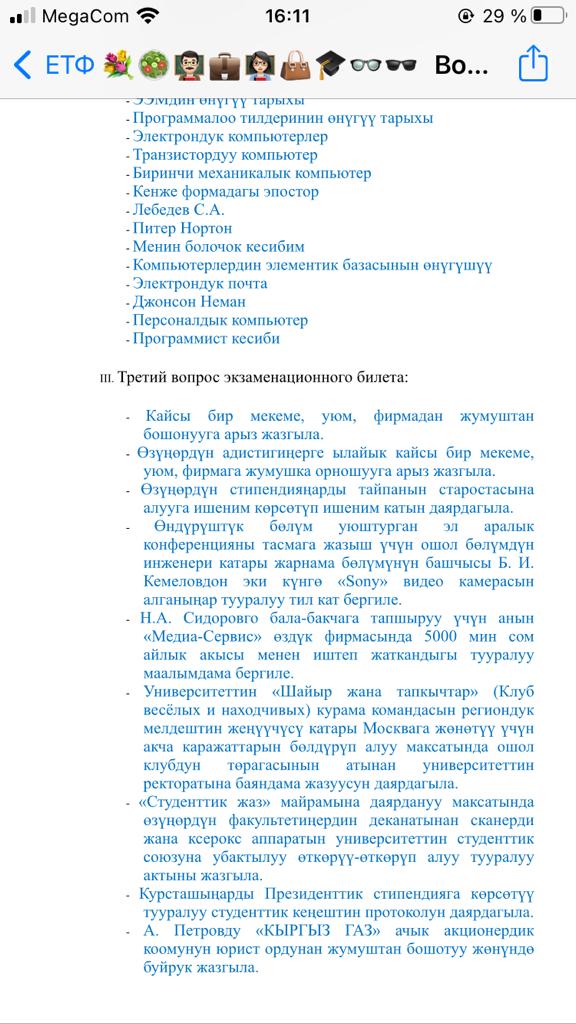 MegaCom 16:11 29 %
ЕТФ Во...
- ЭЭМдин өнүгүү тарыхы
- Программалоо тилдеринин өнүгүү тарыхы
- Электрондук компьютерлер
- Транзистордуу компьютер
- Биринчи механикалык компьютер
- Кенже формадагы эпостор
- Лебедев С.А.
- Питер Нортон
- Менин болочок кесибим
- Компьютерлердин элементик базасынын өнүгүшүү
- Электрондук почта
- Джонсон Неман
- Персоналдык компьютер
- Программист кесиби
III. Третий вопрос экзаменационного билета:
- Кайсы бир мекеме, уюм, фирмадан жумуштан
бошонууга арыз жазгыла.
- Өзүңөрдүн адистигиңерге ылайык кайсы бир мекеме,
уюм, фирмага жумушка орношууга арыз жазгыла.
- Өзүңөрдүн стипендияңарды тайпанын старостасына
алууга ишеним көрсөтүп ишеним катын даярдагыла.
- Өндүрүштүк бөлүм уюштурган эл аралык
конференцияны тасмага жазыш үчүн ошол бөлүмдүн
инженери катары жарнама бөлүмүнүн башчысы Б. И.
Кемеловдон эки күнгө «Sony» видео камерасын
алганыңар тууралуу тил кат бергиле.
- Н.А. Сидоровго бала-бакчага тапшыруу үчүн анын
«Медиа-Сервис» өздүк фирмасында 5000 мин сом
айлык акысы менен иштеп жаткандыгы тууралуу
маалымдама бергиле.
- Университеттин «Шайыр жана тапкычтар» (Клуб
весёлых и находчивых) курама командасын региондук
мелдештин жеңүүчүсү катары Москвага жөнөтүү үчүн
акча каражаттарын бөлдүрүп алуу максатында ошол
клубдун төрагасынын атынан университеттин
ректоратына баяндама жазуусун даярдагыла.
- «Студенттик жаз» майрамына даярдануу максатында
өзүңөрдүн факультетиңердин деканатынан сканерди
жана ксерокс аппаратын университеттин студенттик
союзуна убактылуу өткөрүү-өткөрүп алуу тууралуу
актыны жазгыла.
- Курсташыңарды Президенттик стипендияга көрсөтүү
тууралуу студенттик кеңештин протоколун даярдагыла.
- А. Петровду «КЫРГЫЗ ГАЗ» ачык акционердик
коомунун юрист ордунан жумуштан бошотуу жөнүндө
буйрук жазгыла.